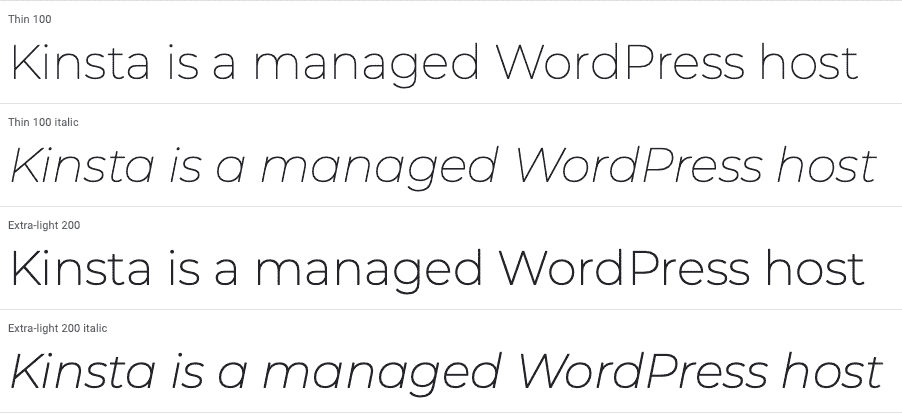 Thin 100
Kinsta is a managed WordPress host
Thin 100 italic
Kinsta is a managed WordPress host
Extra-light 200
Kinsta is a managed WordPress host
Extra-light 200 italic
Kinsta is a managed WordPress host